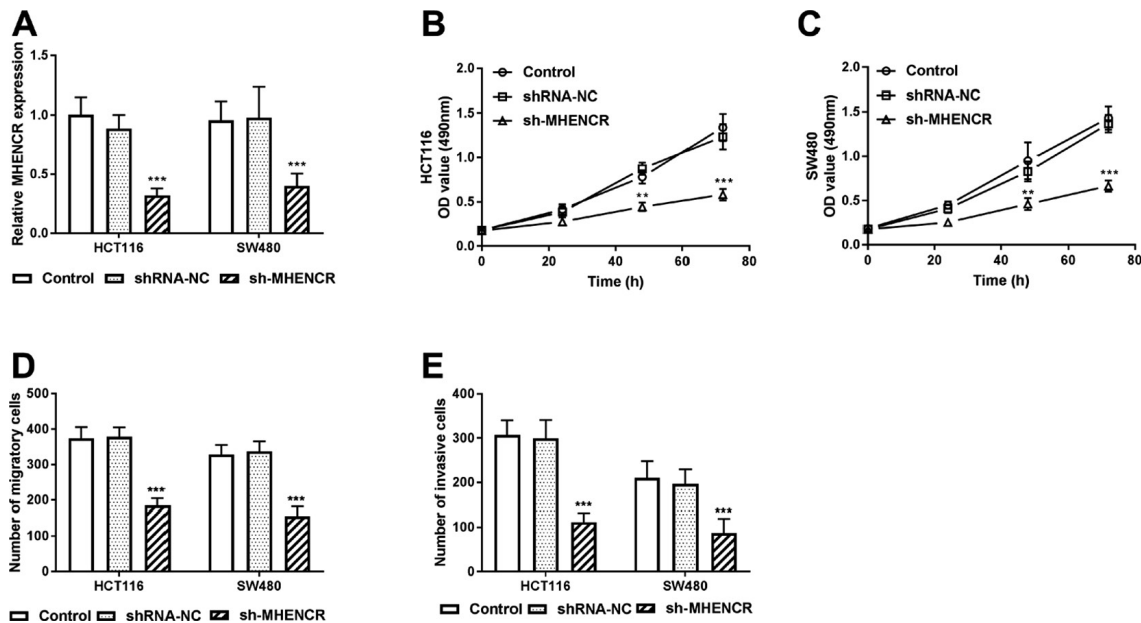 A
Relative MHENCR expression
1.5
1.0
0.5
0.0
***
***
HCT116
SW480
Control
shRNA-NC
sh-MHENCR
B
HCT116
OD value (490nm)
2.0
1.5
1.0
0.5
0.0
Control
shRNA-NC
sh-MHENCR
**
***
0
20
40
60
80
Time (h)
C
SW480
OD value (490nm)
2.0
1.5
1.0
0.5
0.0
Control
shRNA-NC
sh-MHENCR
**
***
0
20
40
60
80
Time (h)
D
Number of migratory cells
500
400
300
200
100
0
***
***
HCT116
SW480
Control
shRNA-NC
sh-MHENCR
E
Number of invasive cells
400
300
200
100
0
***
***
HCT116
SW480
Control
shRNA-NC
sh-MHENCR